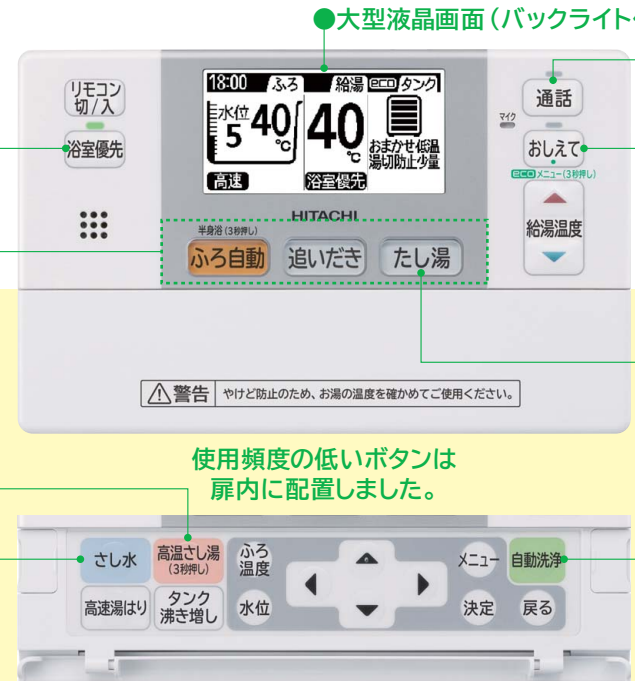 ●大型液晶画面（バックライト
リモコン
切/入
浴室優先
18:00 ふろ 給湯 eco タンク
水位
5 40℃
40℃
おまかせ低温
湯切防止少量
高速
浴室優先
通話
マイク
おしえて
ecoメニュー（3秒押し）
給湯温度
HITACHI
半身浴（3秒押し）
ふろ自動 追いだき たし湯
警告 やけど防止のため、お湯の温度を確かめてご使用ください。
使用頻度の低いボタンは
扉内に配置しました。
さし水
高温さし湯
（3秒押し）
ふろ
温度
メニュー
自動洗浄
高速湯はり
タンク
沸き増し
水位
決定
戻る